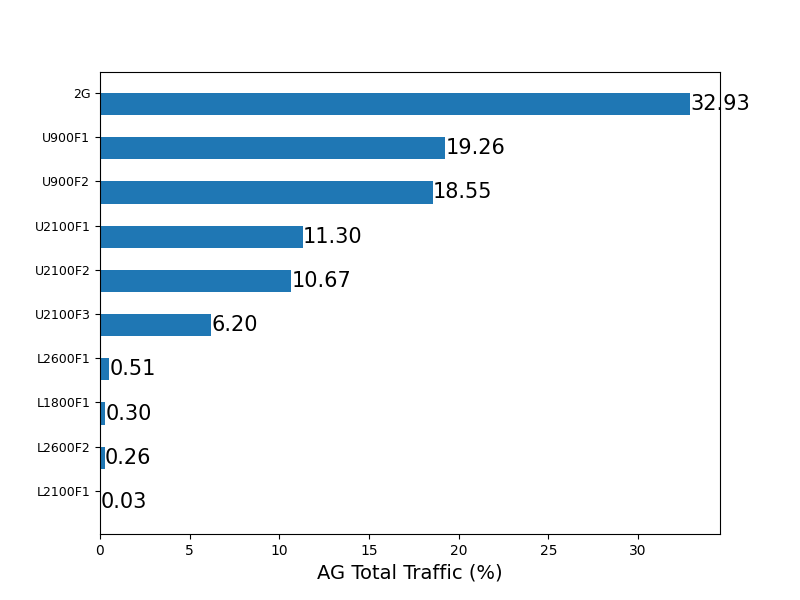 2G
32.93
U900F1
19.26
U900F2
18.55
U2100F1
11.30
U2100F2
10.67
U2100F3
6.20
L2600F1
0.51
L1800F1
0.30
L2600F2
0.26
L2100F1
0.03
0 5 10 15 20 25 30
AG Total Traffic (%)